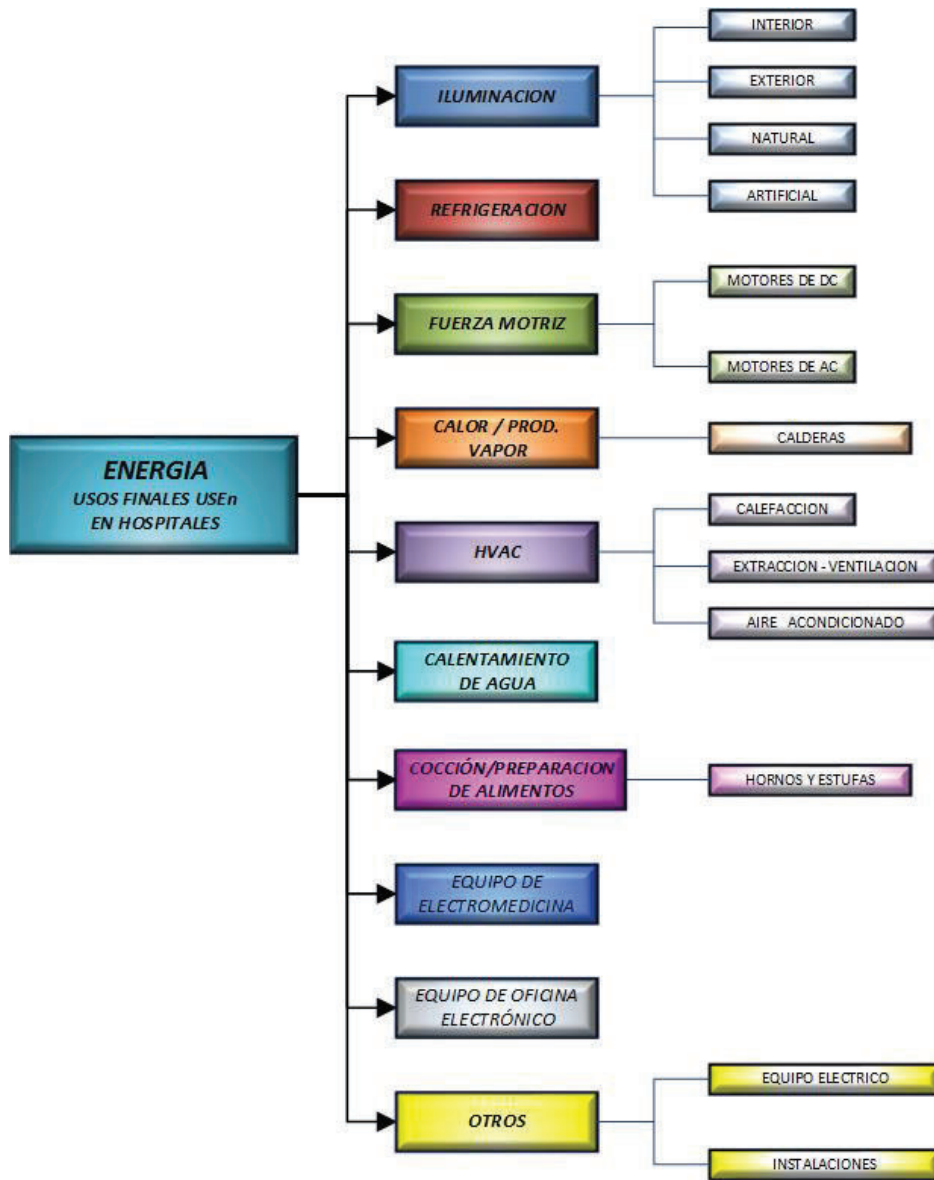 ENERGIA
USOS FINALES USEn
EN HOSPITALES
ILUMINACION
INTERIOR
EXTERIOR
NATURAL
ARTIFICIAL
REFRIGERACION
FUERZA MOTRIZ
MOTORES DE DC
MOTORES DE AC
CALOR / PROD.
VAPOR
CALDERAS
HVAC
CALEFACCION
EXTRACCION - VENTILACION
AIRE ACONDICIONADO
CALENTAMIENTO
DE AGUA
COCCIÓN/PREPARACION
DE ALIMENTOS
HORNOS Y ESTUFAS
EQUIPO DE
ELECTROMEDICINA
EQUIPO DE OFICINA
ELECTRÓNICO
OTROS
EQUIPO ELECTRICO
INSTALACIONES